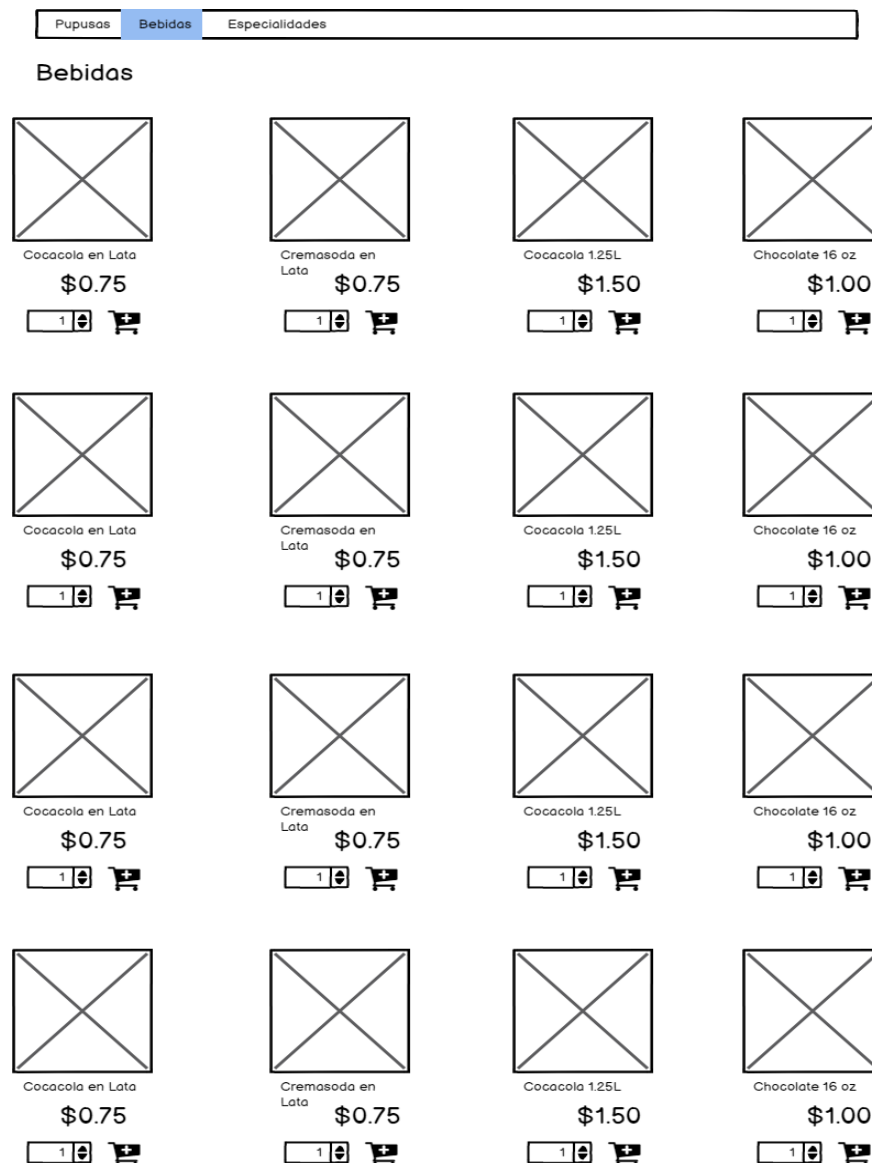 Pupusas Bebidas Especialidades
Bebidas
Cocacola en Lata
$0.75
1
Cremasoda en
Lata
$0.75
1
Cocacola 1.25L
$1.50
1
Chocolate 16 oz
$1.00
1
Cocacola en Lata
$0.75
1
Cremasoda en
Lata
$0.75
1
Cocacola 1.25L
$1.50
1
Chocolate 16 oz
$1.00
1
Cocacola en Lata
$0.75
1
Cremasoda en
Lata
$0.75
1
Cocacola 1.25L
$1.50
1
Chocolate 16 oz
$1.00
1
Cocacola en Lata
$0.75
1
Cremasoda en
Lata
$0.75
1
Cocacola 1.25L
$1.50
1
Chocolate 16 oz
$1.00
1